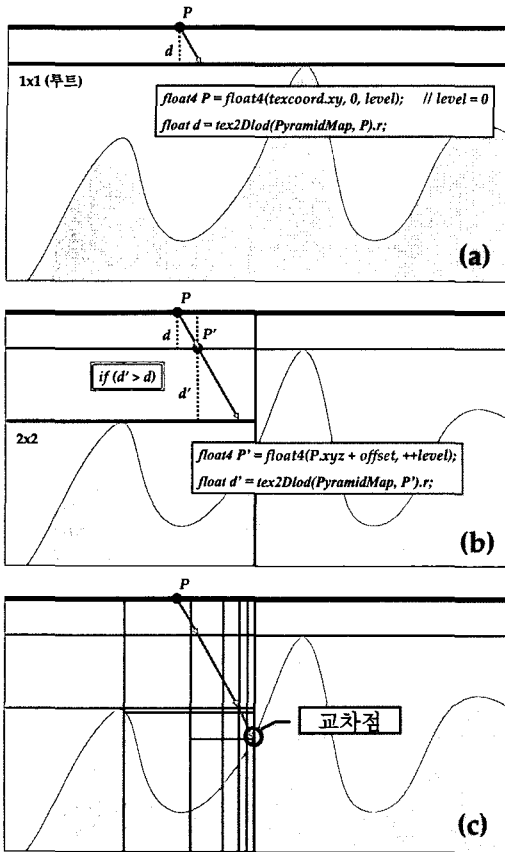 P
d
1x1 (루트)
float4 P = float4(texcoord.xy, 0, level); // level = 0
float d = tex2Dlod(PyramidMap, P).r;
(a)
P
d
P'
if (d' > d)
d'
2x2
float4 P' = float4(P.xyz + offset, ++level);
float d' = tex2Dlod(PyramidMap, P').r;
(b)
P
교차점
(c)